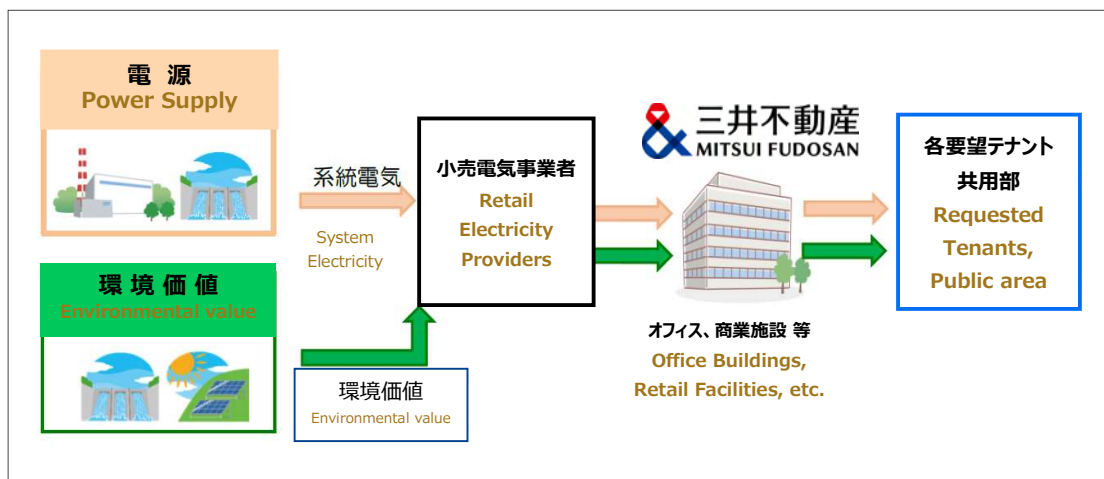 電 源
Power Supply
環 境 価 値
Environmental value
系統電気
System
Electricity
環境価値
Environmental value
小売電気事業者
Retail
Electricity
Providers
三井不動産
MITSUI FUDOSAN
オフィス、商業施設 等
Office Buildings,
Retail Facilities, etc.
各要望テナント
共用部
Requested
Tenants,
Public area